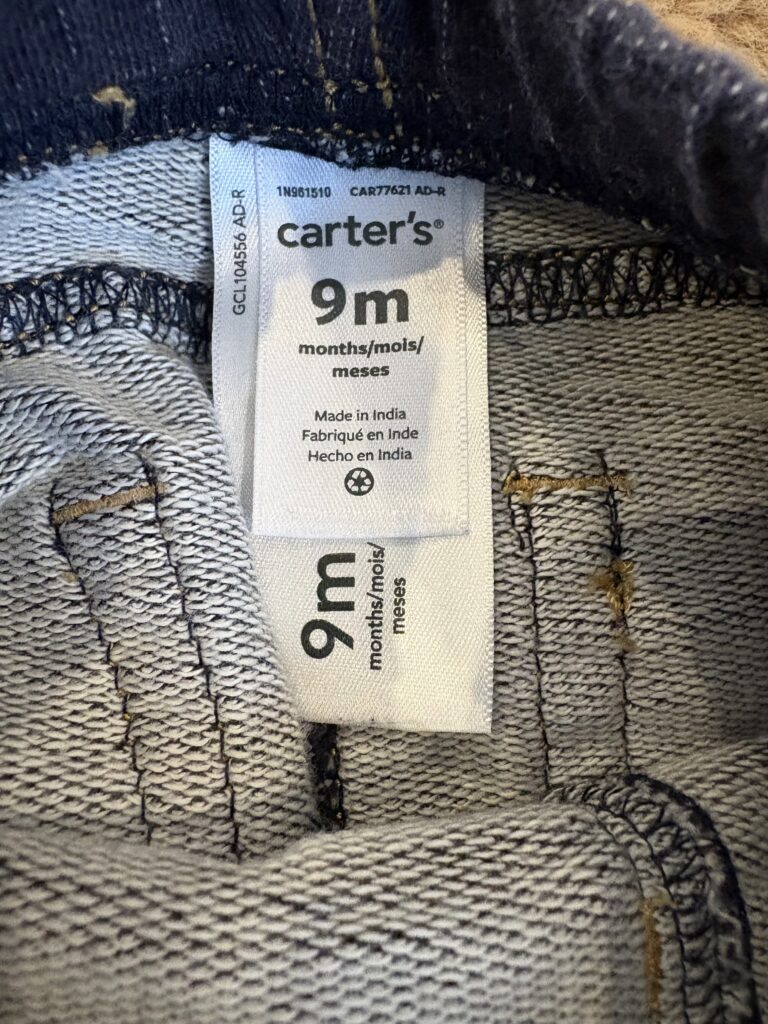 1N961510 CAR77621 AD-R
carter's®
9m
months/mois/
meses
Made in India
Fabriqué en Inde
Hecho en India
GCL104556 AD-R
9m
months/mois/
meses